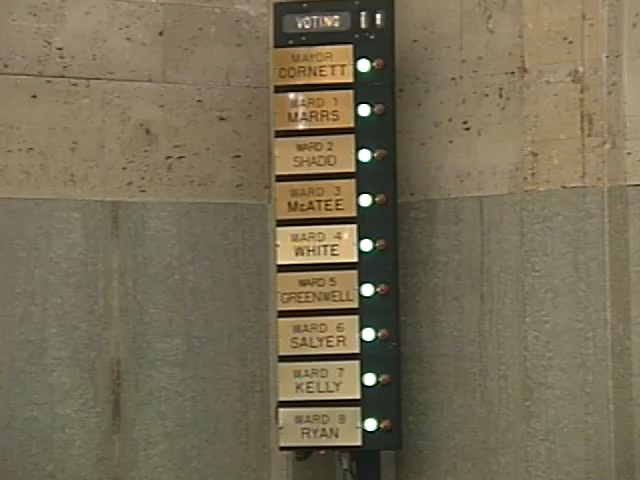 VOTING
MAYOR
CORNETT
WARD 1
MARRS
WARD 2
SHADD
WARD 3
McATEE
WARD 4
WHITE
WARD 5
GREENWELL
WARD 6
SALYER
WARD 7
KELLY
WARD 8
RYAN